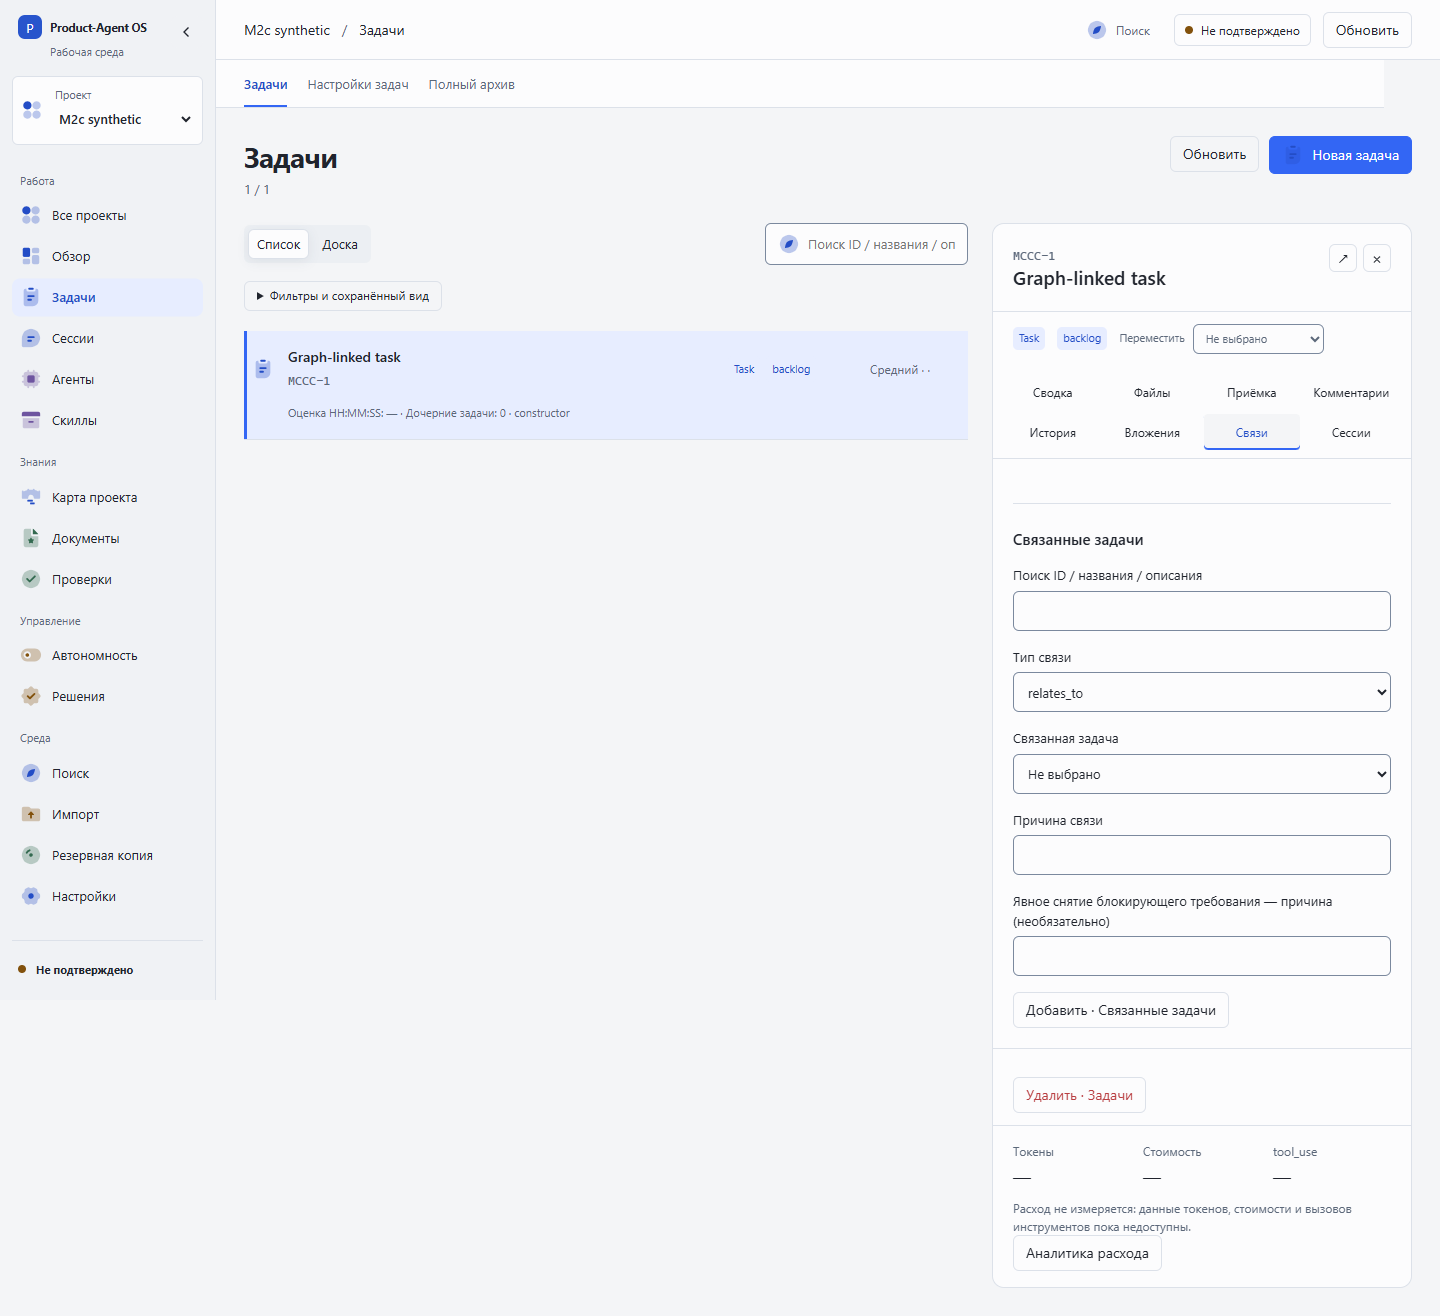 P
Product-Agent OS
Рабочая среда
Проект
M2c synthetic
Работа
Все проекты
Обзор
Задачи
Сессии
Агенты
Скиллы
Знания
Карта проекта
Документы
Проверки
Управление
Автономность
Решения
Среда
Поиск
Импорт
Резервная копия
Настройки
Не подтверждено
M2c synthetic / Задачи
Поиск
Не подтверждено
Обновить
Задачи Настройки задач Полный архив
Задачи
1 / 1
Обновить
Новая задача
Список Доска
Поиск ID / названия / оп
Фильтры и сохранённый вид
Graph-linked task
MCCC-1
Task backlog Средний · ·
Оценка HH:MM:SS: — · Дочерние задачи: 0 · constructor
MCCC-1
Graph-linked task
Task backlog Переместить Не выбрано
Сводка Файлы Приёмка Комментарии
История Вложения Связи Сессии
Связанные задачи
Поиск ID / названия / описания
Тип связи
relates_to
Связанная задача
Не выбрано
Причина связи
Явное снятие блокирующего требования — причина
(необязательно)
Добавить · Связанные задачи
Удалить · Задачи
Токены Стоимость tool_use
— — —
Расход не измеряется: данные токенов, стоимости и вызовов
инструментов пока недоступны.
Аналитика расхода